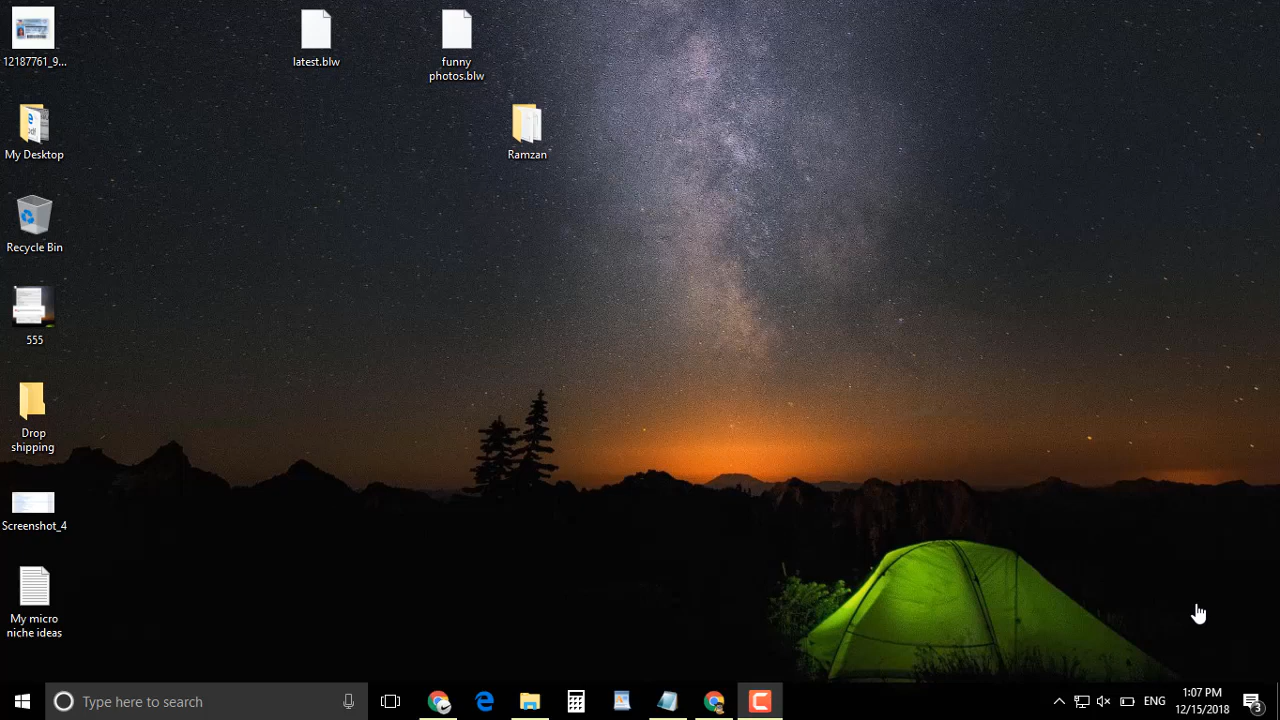 12187761_9...
latest.blw
funny
photos.blw
My Desktop
Ramzan
Recycle Bin
555
Drop
shipping
Screenshot_4
My micro
niche ideas
Type here to search
ENG
1:07 PM
12/15/2018
3